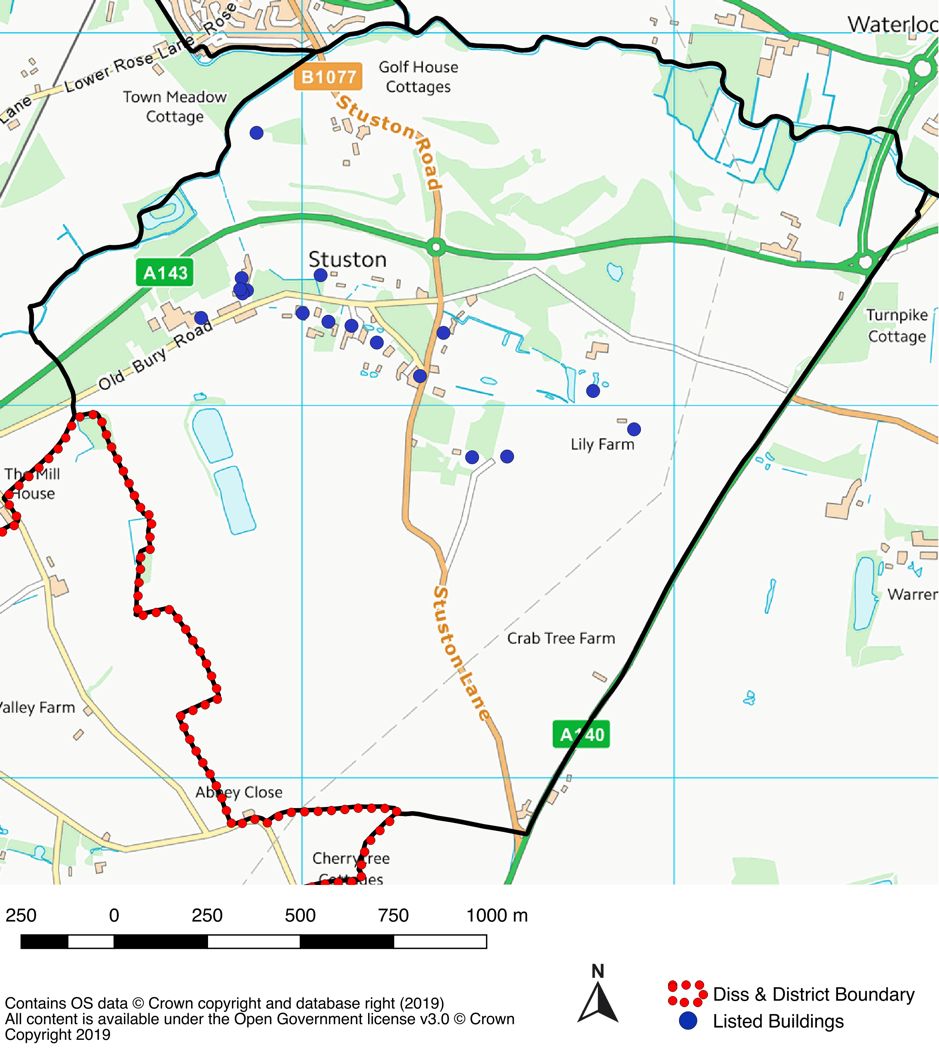 Rose
Waterloo
Lower Rose Lane
Lane
Golf House
Cottages
B1077
Town Meadow
Cottage
Stuston Road
Stuston
A143
Turnpike
Cottage
Old Bury Road
Lily Farm
The Mill
House
Warren
Stuston Lane
Crab Tree Farm
Valley Farm
A140
Abbey Close
Cherrytree
Cottages
250 0 250 500 750 1000 m
N
Diss & District Boundary
Listed Buildings
Contains OS data © Crown copyright and database right (2019)
All content is available under the Open Government license v3.0 © Crown
Copyright 2019